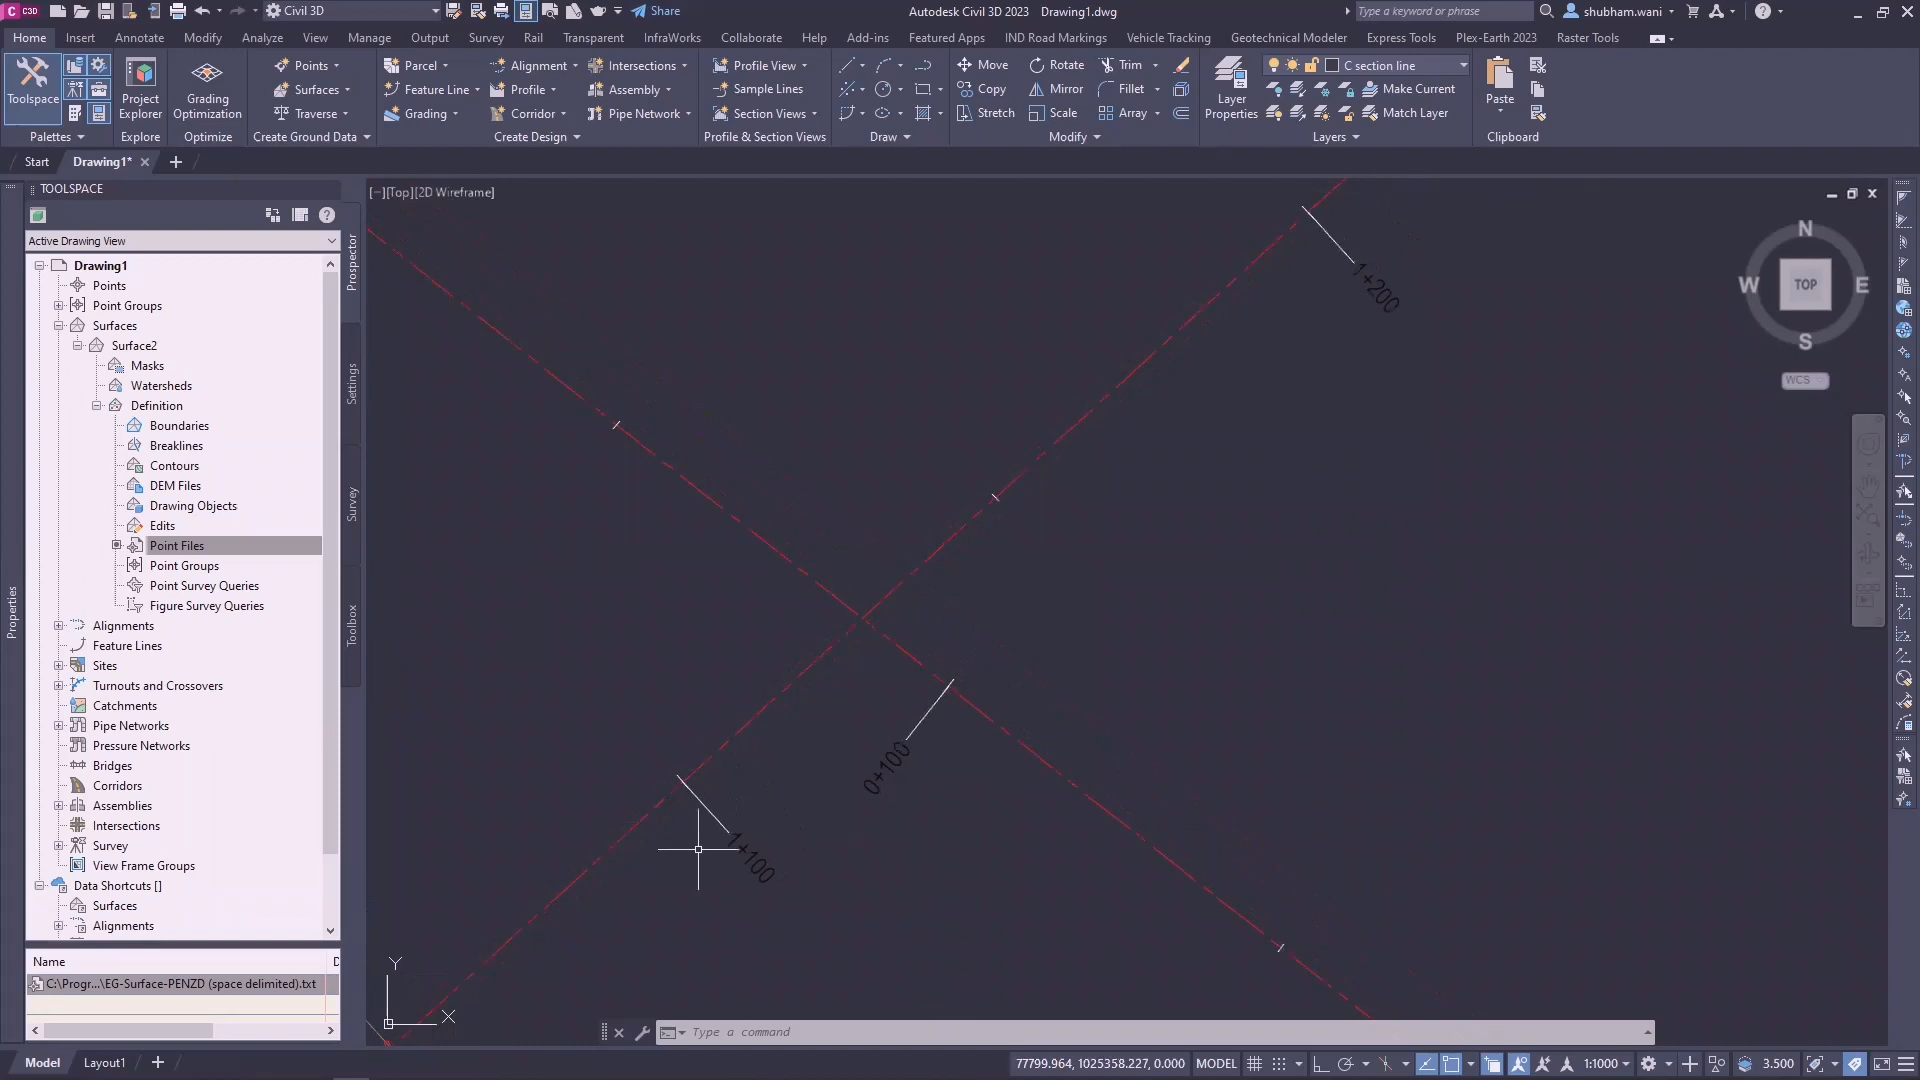 C3D Civil 3D Share Autodesk Civil 3D 2023 Drawing1.dwg Type a keyword or phrase shubham.wani
Home Insert Annotate Modify Analyze View Manage Output Survey Rail Transparent InfraWorks Collaborate Help Add-ins Featured Apps IND Road Markings Vehicle Tracking Geotechnical Modeler Express Tools Plex-Earth 2023 Raster Tools
Toolspace
Palettes
Project
Explorer
Explore
Grading
Optimization
Optimize
Points
Surfaces
Traverse
Create Ground Data
Parcel Alignment Intersections
Feature Line Profile Assembly
Grading Corridor Pipe Network
Create Design
Profile View
Sample Lines
Section Views
Profile & Section Views
Draw
Move Rotate Trim
Copy Mirror Fillet
Stretch Scale Array
Modify
Layer
Properties
C section line
Make Current
Match Layer
Layers
Paste
Clipboard
Start Drawing1*
TOOLSPACE
Active Drawing View
Drawing1
Points
Point Groups
Surfaces
Surface2
Masks
Watersheds
Definition
Boundaries
Breaklines
Contours
DEM Files
Drawing Objects
Edits
Point Files
Point Groups
Point Survey Queries
Figure Survey Queries
Alignments
Feature Lines
Sites
Turnouts and Crossovers
Catchments
Pipe Networks
Pressure Networks
Bridges
Corridors
Assemblies
Intersections
Survey
View Frame Groups
Data Shortcuts []
Surfaces
Alignments
Name D
C:\Progr...\EG-Surface-PENZD (space delimited).txt
Properties
Prospector
Settings
Survey
Toolbox
[−][Top][2D Wireframe]
1+200
0+100
1+100
N
W TOP E
S
WCS
Y
X
Type a command
Model Layout1
77799.964, 1025358.227, 0.000 MODEL 1:1000 3.500